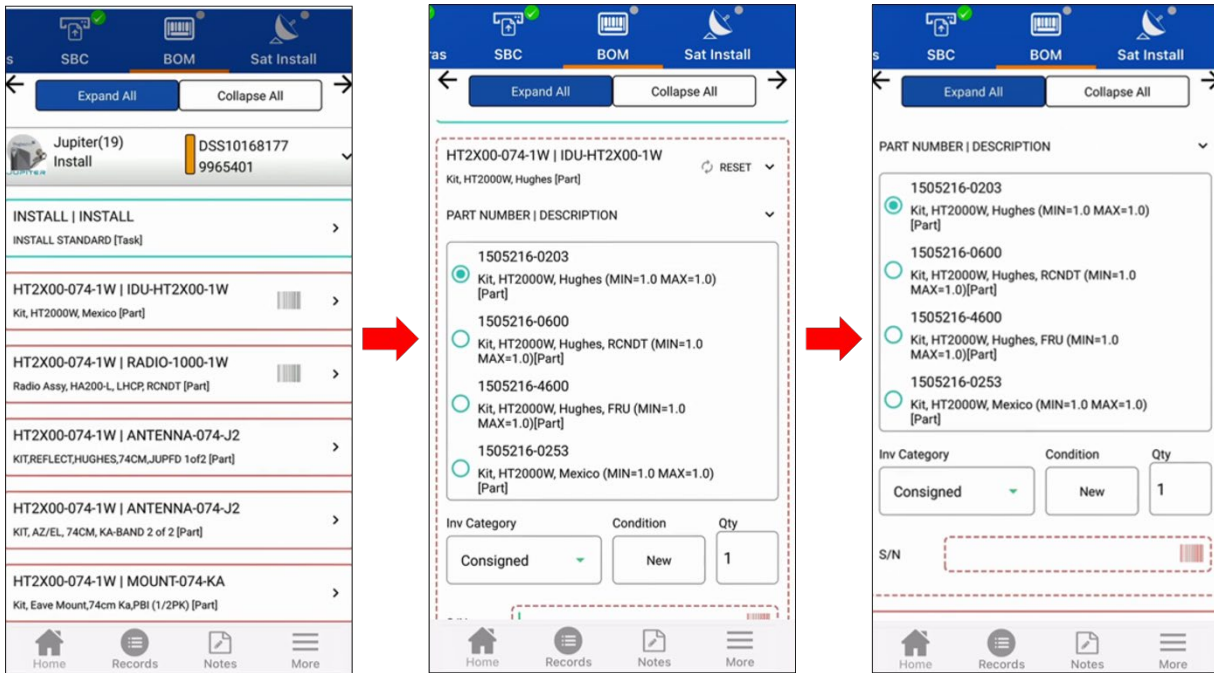 s SBC BOM Sat Install
Expand All Collapse All
Jupiter(19) DSS10168177
Install 9965401
JUPITER
INSTALL | INSTALL
INSTALL STANDARD [Task]
HT2X00-074-1W | IDU-HT2X00-1W
Kit, HT2000W, Mexico [Part]
HT2X00-074-1W | RADIO-1000-1W
Radio Assy, HA200-L, LHCP, RCNDT [Part]
HT2X00-074-1W | ANTENNA-074-J2
KIT,REFLECT,HUGHES,74CM,JUPFD 1of2 [Part]
HT2X00-074-1W | ANTENNA-074-J2
KIT, AZ/EL, 74CM, KA-BAND 2 of 2 [Part]
HT2X00-074-1W | MOUNT-074-KA
Kit, Eave Mount,74cm Ka,PBI (1/2PK) [Part]
Home Records Notes More
as SBC BOM Sat Install
Expand All Collapse All
HT2X00-074-1W | IDU-HT2X00-1W
RESET
Kit, HT2000W, Hughes [Part]
PART NUMBER | DESCRIPTION
1505216-0203
Kit, HT2000W, Hughes (MIN=1.0 MAX=1.0)
[Part]
1505216-0600
Kit, HT2000W, Hughes, RCNDT (MIN=1.0
MAX=1.0)[Part]
1505216-4600
Kit, HT2000W, Hughes, FRU (MIN=1.0
MAX=1.0)[Part]
1505216-0253
Kit, HT2000W, Mexico (MIN=1.0 MAX=1.0)
[Part]
Inv Category Condition Qty
Consigned New 1
Home Records Notes More
s SBC BOM Sat Install
Expand All Collapse All
PART NUMBER | DESCRIPTION
1505216-0203
Kit, HT2000W, Hughes (MIN=1.0 MAX=1.0)
[Part]
1505216-0600
Kit, HT2000W, Hughes, RCNDT (MIN=1.0
MAX=1.0)[Part]
1505216-4600
Kit, HT2000W, Hughes, FRU (MIN=1.0
MAX=1.0)[Part]
1505216-0253
Kit, HT2000W, Mexico (MIN=1.0 MAX=1.0)
[Part]
Inv Category Condition Qty
Consigned New 1
S/N
Home Records Notes More